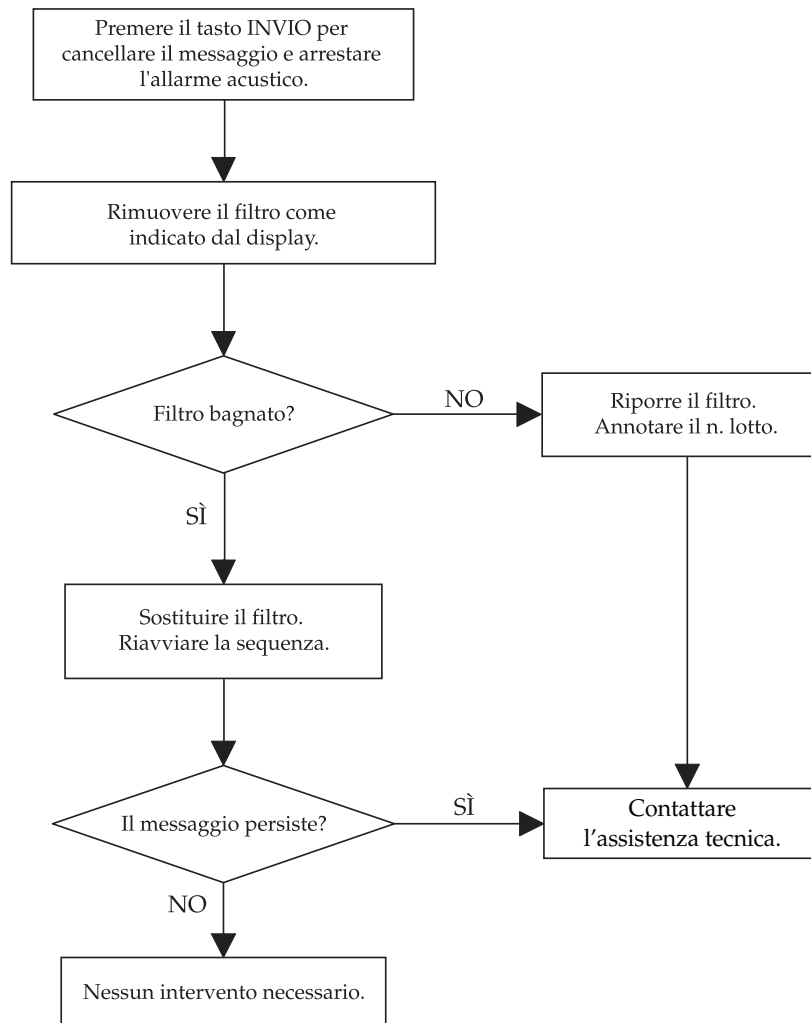 Premere il tasto INVIO per
cancellare il messaggio e arrestare
l'allarme acustico.
Rimuovere il filtro come
indicato dal display.
Filtro bagnato?
NO
Riporre il filtro.
Annotare il n. lotto.
SÌ
Sostituire il filtro.
Riavviare la sequenza.
Il messaggio persiste?
SÌ
Contattare
l’assistenza tecnica.
NO
Nessun intervento necessario.